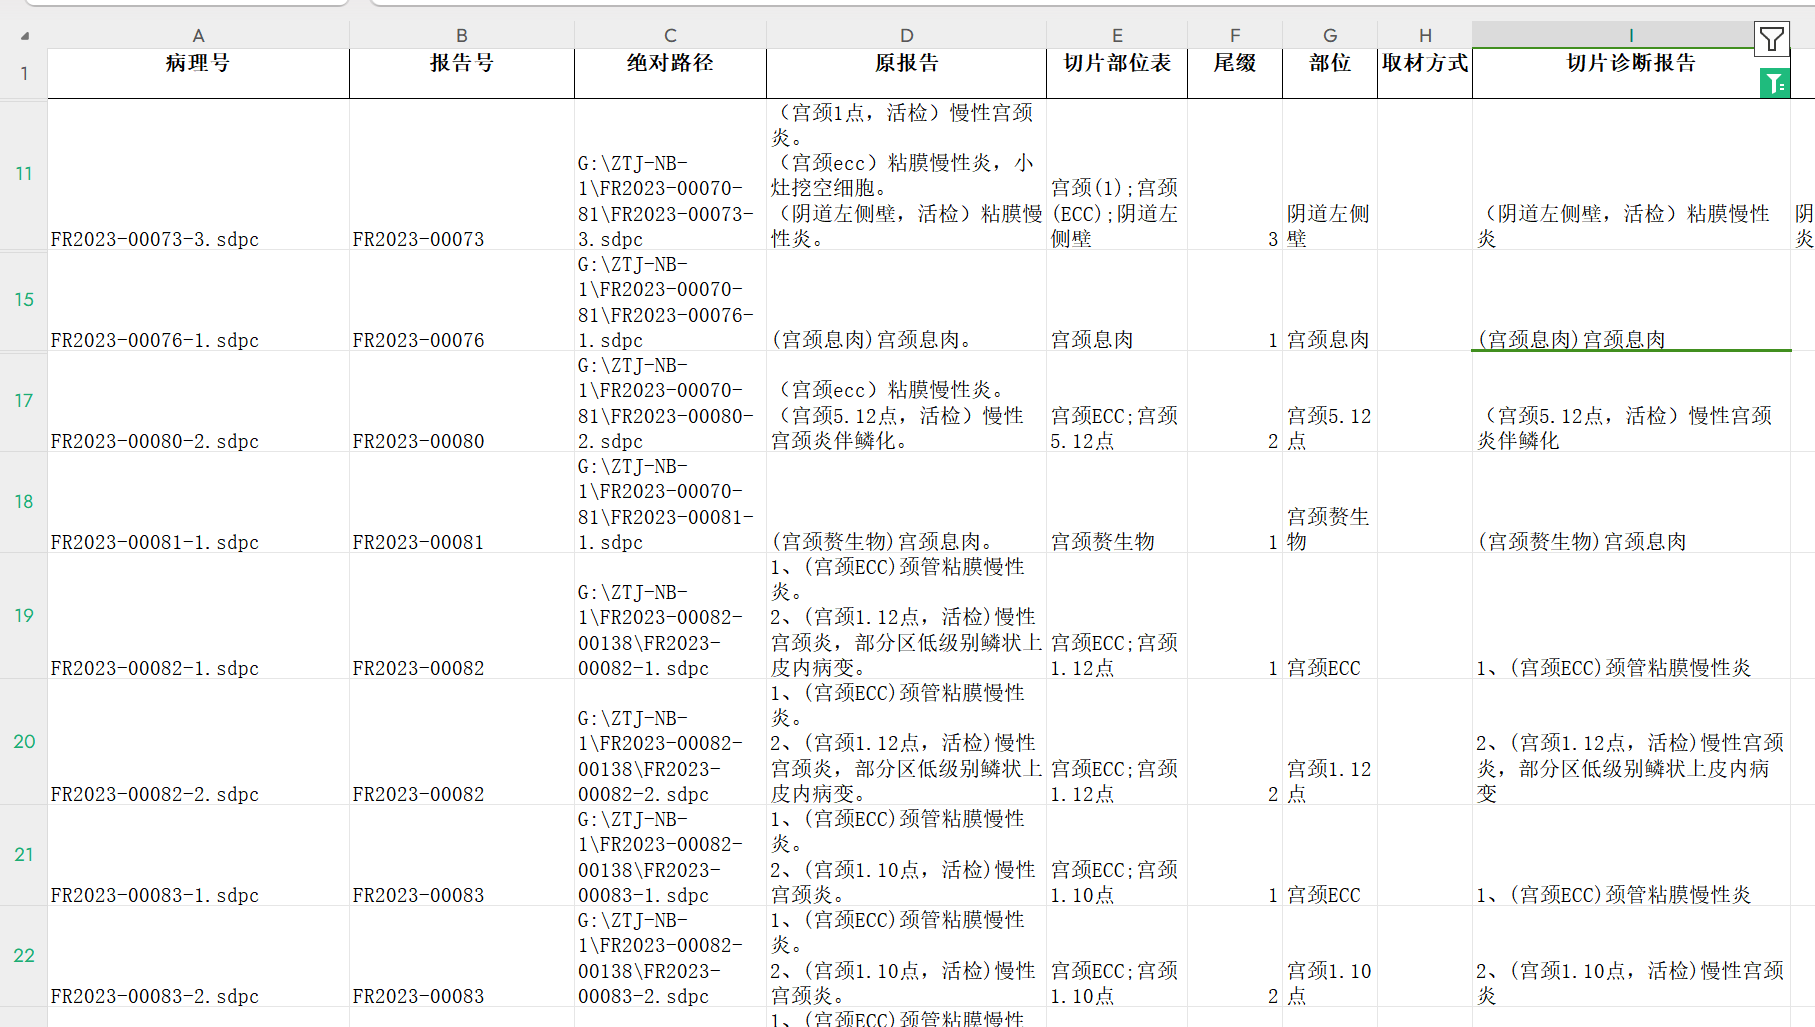 A B C D E F G H I
1 病理号 报告号 绝对路径 原报告 切片部位表 尾缀 部位 取材方式 切片诊断报告
11
FR2023-00073-3.sdpc
FR2023-00073
G:\ZTJ-NB-
1\FR2023-00070-
81\FR2023-00073-
3.sdpc
（宫颈1点，活检）慢性宫颈
炎。
（宫颈ecc）粘膜慢性炎，小
灶挖空细胞。
（阴道左侧壁，活检）粘膜慢
性炎。
宫颈(1);宫颈
(ECC);阴道左
侧壁
3
阴道左侧
壁
（阴道左侧壁，活检）粘膜慢性
炎
阴
炎
15
FR2023-00076-1.sdpc
FR2023-00076
G:\ZTJ-NB-
1\FR2023-00070-
81\FR2023-00076-
1.sdpc
(宫颈息肉)宫颈息肉。
宫颈息肉
1
宫颈息肉
(宫颈息肉)宫颈息肉
17
FR2023-00080-2.sdpc
FR2023-00080
G:\ZTJ-NB-
1\FR2023-00070-
81\FR2023-00080-
2.sdpc
（宫颈ecc）粘膜慢性炎。
（宫颈5.12点，活检）慢性
宫颈炎伴鳞化。
宫颈ECC;宫颈
5.12点
2
宫颈5.12
点
（宫颈5.12点，活检）慢性宫颈
炎伴鳞化
18
FR2023-00081-1.sdpc
FR2023-00081
G:\ZTJ-NB-
1\FR2023-00070-
81\FR2023-00081-
1.sdpc
(宫颈赘生物)宫颈息肉。
宫颈赘生物
1
宫颈赘生
物
(宫颈赘生物)宫颈息肉
19
FR2023-00082-1.sdpc
FR2023-00082
G:\ZTJ-NB-
1\FR2023-00082-
00138\FR2023-
00082-1.sdpc
1、(宫颈ECC)颈管粘膜慢性
炎。
2、(宫颈1.12点，活检)慢性
宫颈炎，部分区低级别鳞状上
皮内病变。
宫颈ECC;宫颈
1.12点
1
宫颈ECC
1、(宫颈ECC)颈管粘膜慢性炎
20
FR2023-00082-2.sdpc
FR2023-00082
G:\ZTJ-NB-
1\FR2023-00082-
00138\FR2023-
00082-2.sdpc
1、(宫颈ECC)颈管粘膜慢性
炎。
2、(宫颈1.12点，活检)慢性
宫颈炎，部分区低级别鳞状上
皮内病变。
宫颈ECC;宫颈
1.12点
2
宫颈1.12
点
2、(宫颈1.12点，活检)慢性宫颈
炎，部分区低级别鳞状上皮内病
变
21
FR2023-00083-1.sdpc
FR2023-00083
G:\ZTJ-NB-
1\FR2023-00082-
00138\FR2023-
00083-1.sdpc
1、(宫颈ECC)颈管粘膜慢性
炎。
2、(宫颈1.10点，活检)慢性
宫颈炎。
宫颈ECC;宫颈
1.10点
1
宫颈ECC
1、(宫颈ECC)颈管粘膜慢性炎
22
FR2023-00083-2.sdpc
FR2023-00083
G:\ZTJ-NB-
1\FR2023-00082-
00138\FR2023-
00083-2.sdpc
1、(宫颈ECC)颈管粘膜慢性
炎。
2、(宫颈1.10点，活检)慢性
宫颈炎。
宫颈ECC;宫颈
1.10点
2
宫颈1.10
点
2、(宫颈1.10点，活检)慢性宫颈
炎
1、(宫颈ECC)颈管粘膜慢性